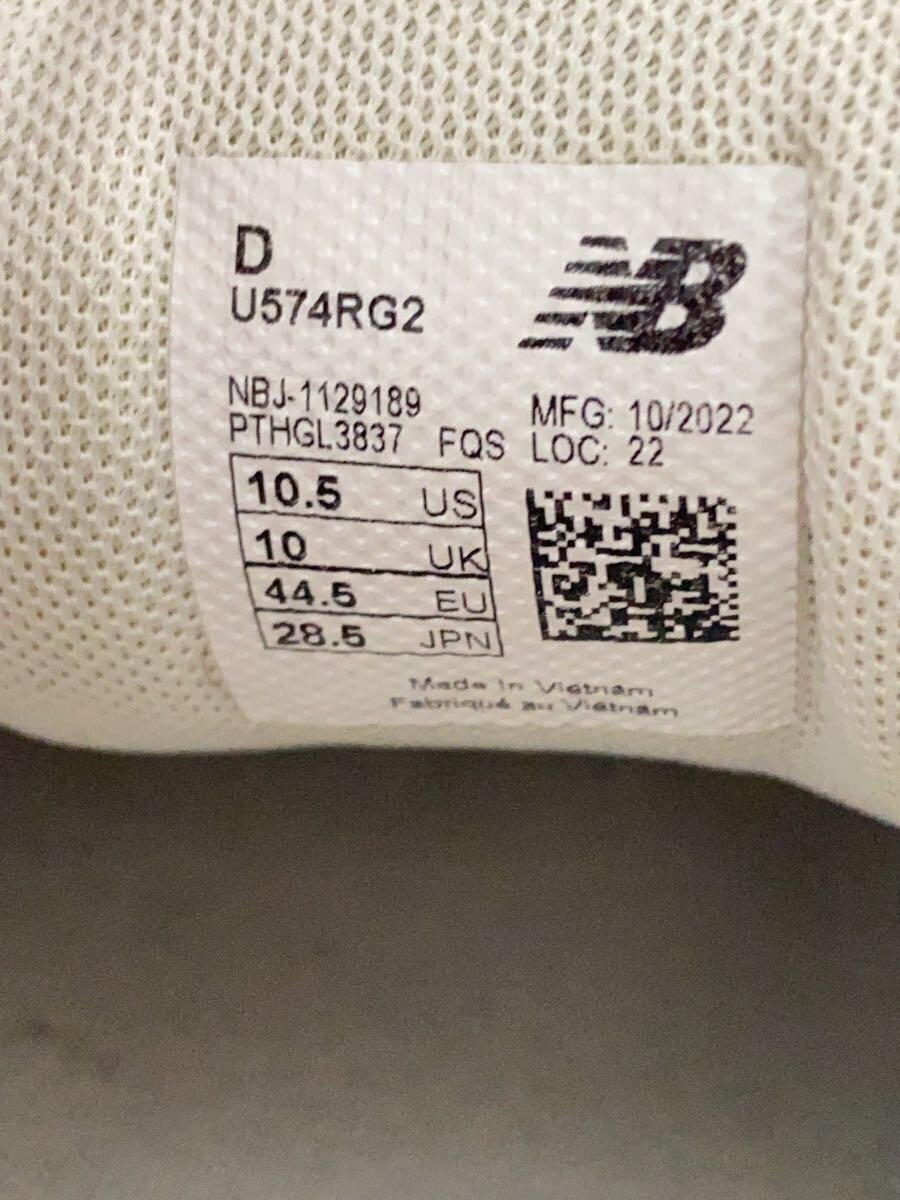 D
U574RG2
NB
NBJ-1129189
PTHGL3837 FQS
MFG: 10/2022
LOC: 22
10.5 US
10 UK
44.5 EU
28.5 JPN
Made in Vietnam
Fabriqué au Vietnam